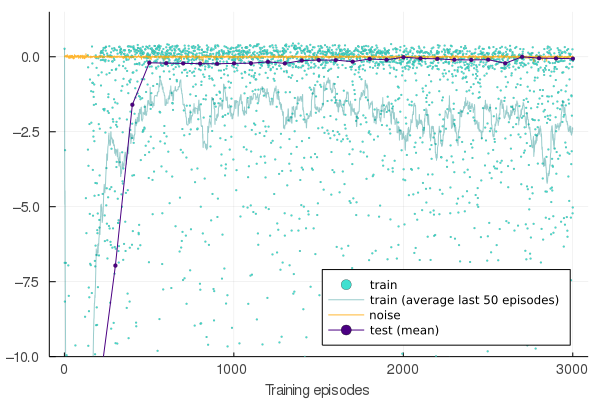 0.0
−2.5
−5.0
−7.5
−10.0
0
1000
2000
3000
Training episodes
train
train (average last 50 episodes)
noise
test (mean)